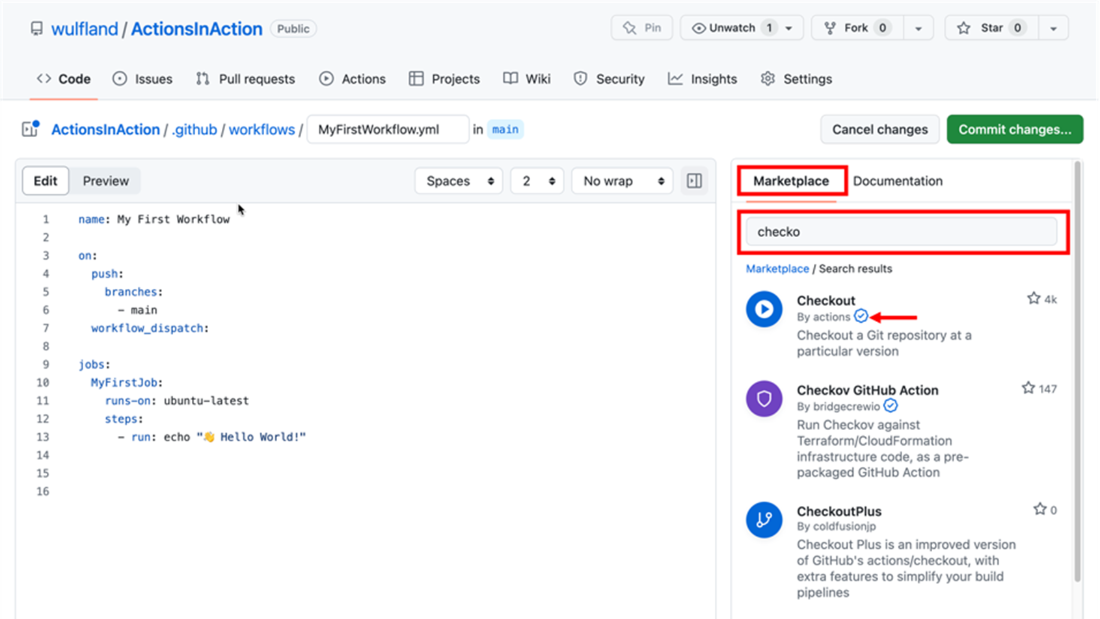 wulfland / ActionsInAction Public
Pin Unwatch 1 Fork 0 Star 0
Code Issues Pull requests Actions Projects Wiki Security Insights Settings
ActionsInAction / .github / workflows / MyFirstWorkflow.yml in main
Cancel changes Commit changes...
Edit Preview
Spaces 2 No wrap
1 name: My First Workflow
2
3 on:
4 push:
5 branches:
6 - main
7 workflow_dispatch:
8
9 jobs:
10 MyFirstJob:
11 runs-on: ubuntu-latest
12 steps:
13 - run: echo "👋 Hello World!"
14
15
16
Marketplace Documentation
checko
Marketplace / Search results
Checkout 4k
By actions
Checkout a Git repository at a
particular version
Checkov GitHub Action 147
By bridgecrewio
Run Checkov against
Terraform/CloudFormation
infrastructure code, as a pre-
packaged GitHub Action
CheckoutPlus 0
By coldfusionjp
Checkout Plus is an improved version
of GitHub's actions/checkout, with
extra features to simplify your build
pipelines